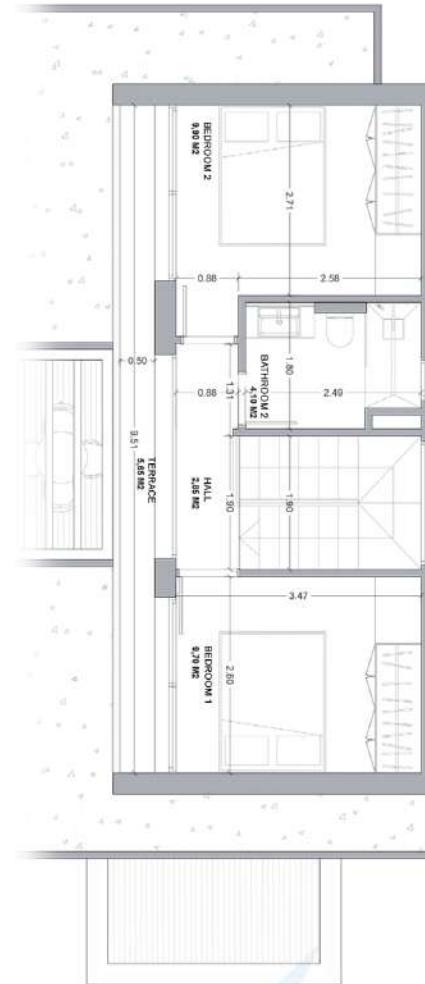 BEDROOM 2
9,90 M2
2.71
0.88
2.58
BATHROOM 2
4,10 M2
1.80
2.49
0.50
0.88
1.31
9.51
TERRACE
5,65 M2
HALL
2,85 M2
1.90
1.90
3.47
BEDROOM 1
9,70 M2
2.80